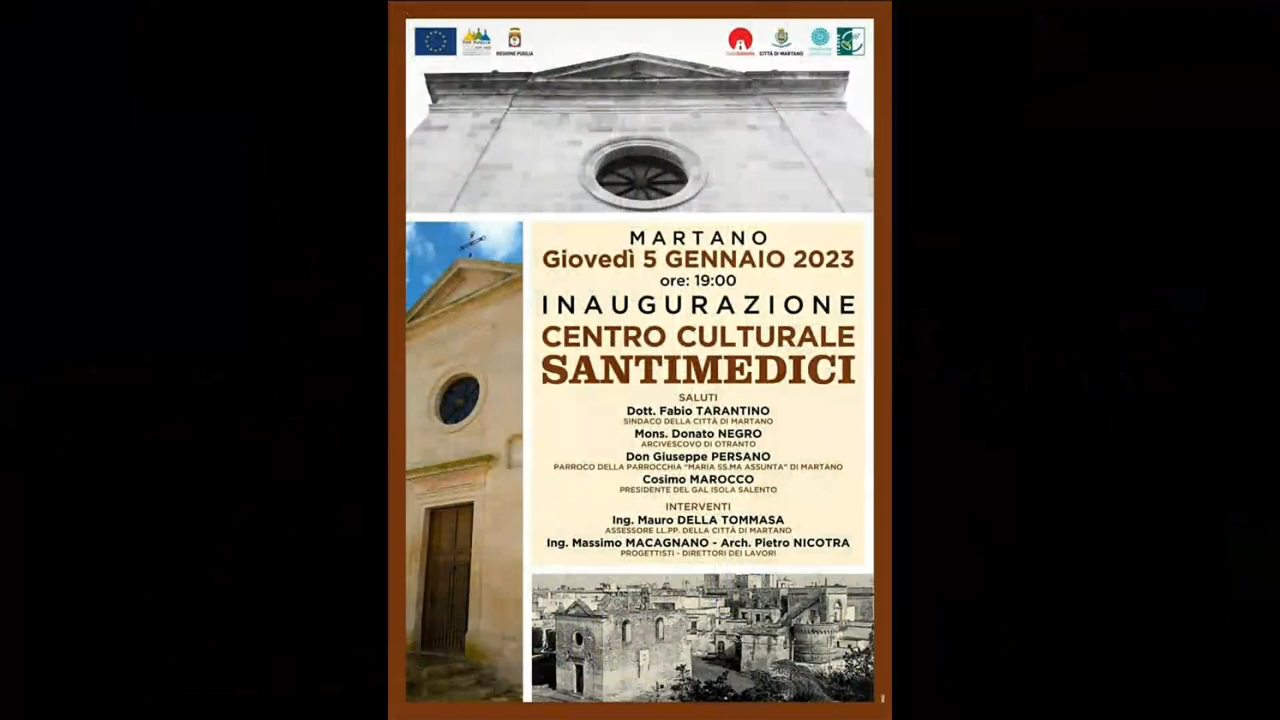 REGIONE PUGLIA
CITTÀ DI MARTANO
MARTANO
Giovedì 5 GENNAIO 2023
ore: 19:00
INAUGURAZIONE
CENTRO CULTURALE
SANTIMEDICI
SALUTI
Dott. Fabio TARANTINO
SINDACO DELLA CITTÀ DI MARTANO
Mons. Donato NEGRO
ARCIVESCOVO DI OTRANTO
Don Giuseppe PERSANO
PARROCO DELLA PARROCCHIA "MARIA SS.MA ASSUNTA" DI MARTANO
Cosimo MAROCCO
PRESIDENTE DEL GAL ISOLA SALENTO
INTERVENTI
Ing. Mauro DELLA TOMMASA
ASSESSORE LL.PP. DELLA CITTÀ DI MARTANO
Ing. Massimo MACAGNANO - Arch. Pietro NICOTRA
PROGETTISTI - DIRETTORI DEI LAVORI